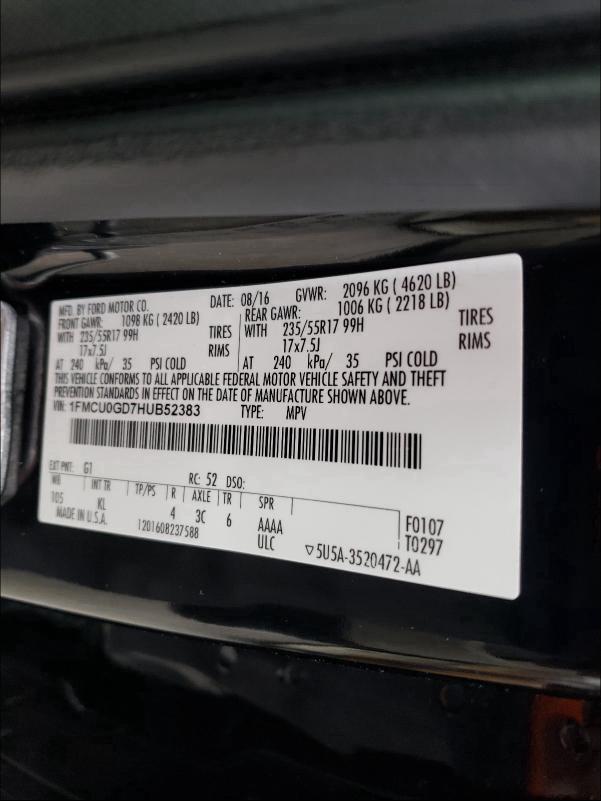 MFD. BY FORD MOTOR CO. DATE: 08/16 GVWR: 2096 KG ( 4620 LB)
FRONT GAWR: 1098 KG (2420 LB) REAR GAWR: 1006 KG ( 2218 LB)
WITH 235/55R17 99H TIRES WITH 235/55R17 99H TIRES
17x7.5J RIMS 17x7.5J RIMS
AT 240 kPa/ 35 PSI COLD AT 240 kPa/ 35 PSI COLD
THIS VEHICLE CONFORMS TO ALL APPLICABLE FEDERAL MOTOR VEHICLE SAFETY AND THEFT
PREVENTION STANDARDS IN EFFECT ON THE DATE OF MANUFACTURE SHOWN ABOVE.
VIN: 1FMCU0GD7HUB52383 TYPE: MPV
EXT PNT: G1 RC: 52 DSO:
WB INT TR TP/PS R AXLE TR SPR
105 KL 4 3C 6 AAAA F0107
MADE IN U.S.A. 1201608237588 ULC T0297
▽5U5A-3520472-AA